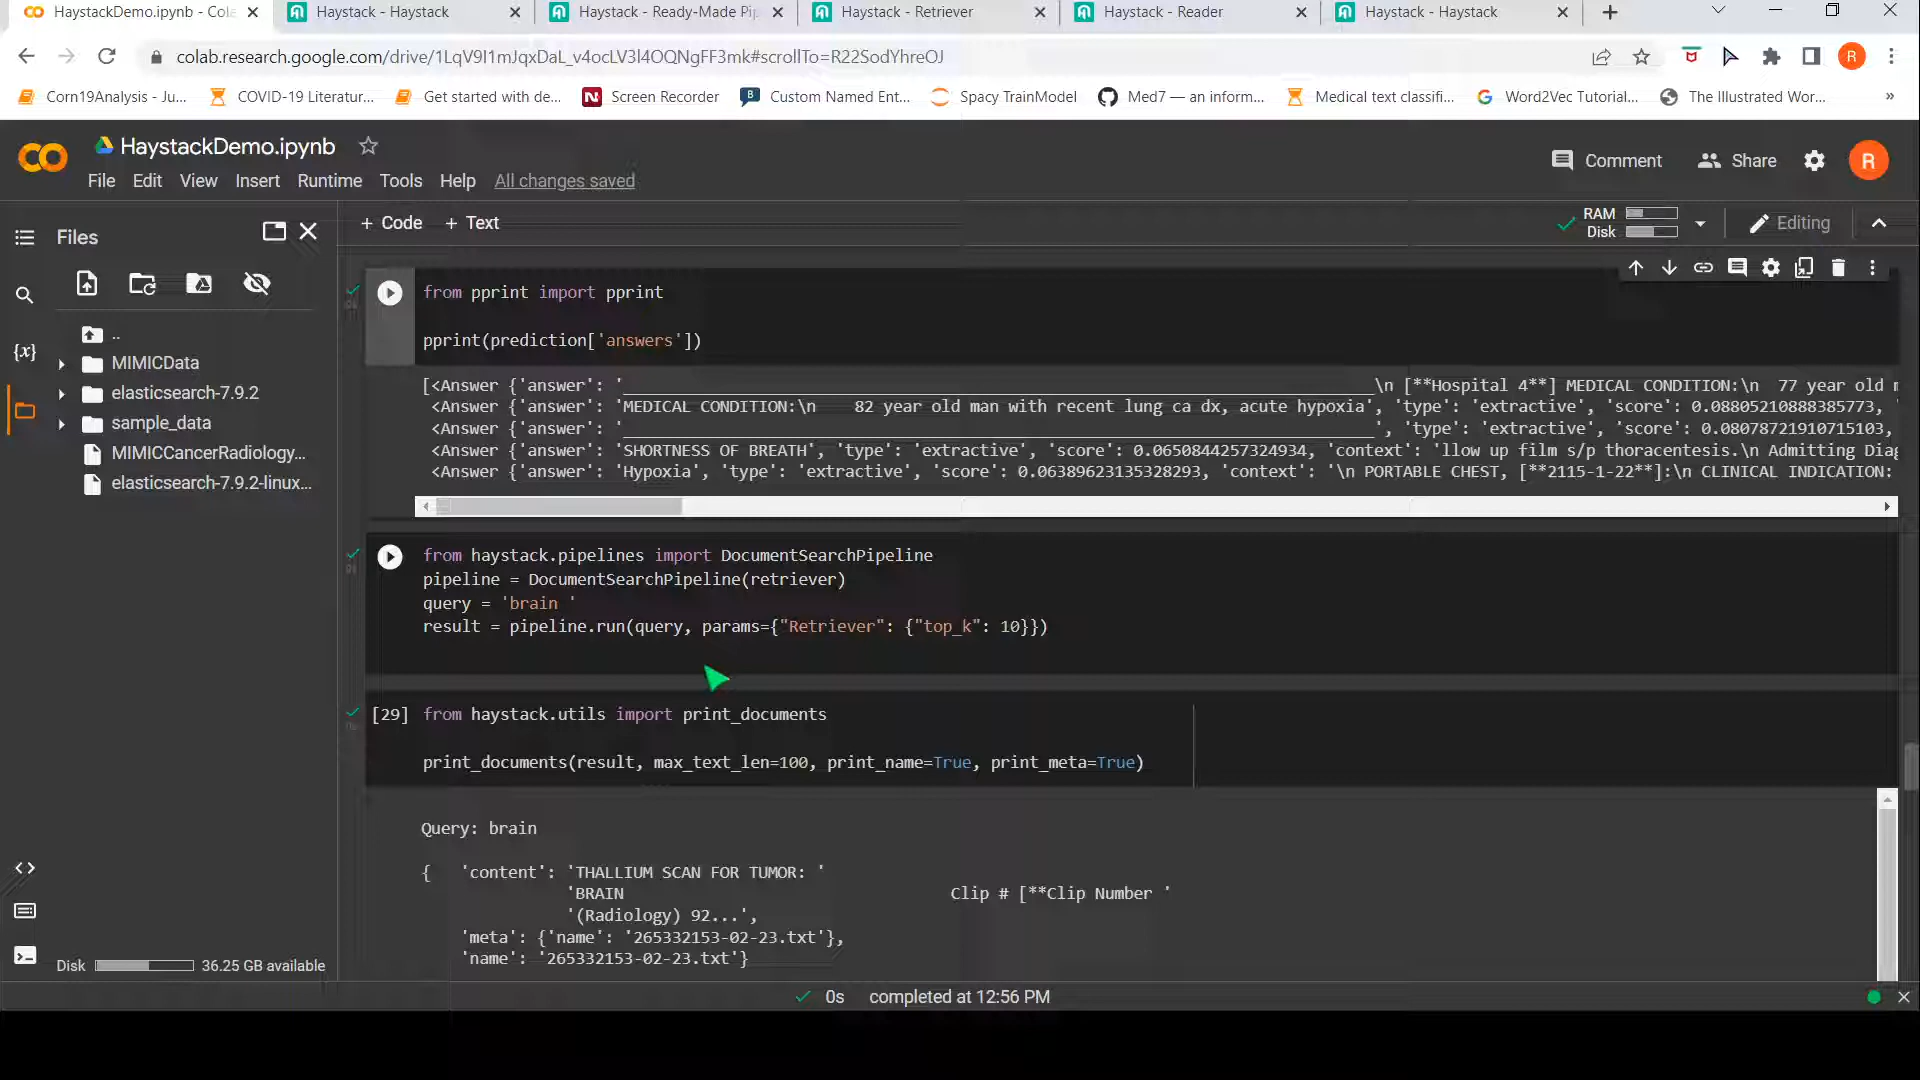 HaystackDemo.ipynb - Cola
Haystack - Haystack
Haystack - Ready-Made Pip
Haystack - Retriever
Haystack - Reader
Haystack - Haystack
colab.research.google.com/drive/1LqV9I1mJqxDaL_v4ocLV3l4OQNgFF3mk#scrollTo=R22SodYhreOJ
R
Corn19Analysis - Ju...
COVID-19 Literatur...
Get started with de...
Screen Recorder
Custom Named Ent...
Spacy TrainModel
Med7 — an inform...
Medical text classifi...
Word2Vec Tutorial...
The Illustrated Wor...
»
HaystackDemo.ipynb
Comment
Share
R
File Edit View Insert Runtime Tools Help All changes saved
+ Code + Text
RAM
Disk
Editing
Files
..
MIMICData
elasticsearch-7.9.2
sample_data
MIMICCancerRadiology...
elasticsearch-7.9.2-linux...
{x}
from pprint import pprint
pprint(prediction['answers'])
[<Answer {'answer': '______________________________________________________________________________\n [**Hospital 4**] MEDICAL CONDITION:\n  77 year old m
<Answer {'answer': 'MEDICAL CONDITION:\n    82 year old man with recent lung ca dx, acute hypoxia', 'type': 'extractive', 'score': 0.08805210888385773, '
<Answer {'answer': '______________________________________________________________________________', 'type': 'extractive', 'score': 0.08078721910715103,
<Answer {'answer': 'SHORTNESS OF BREATH', 'type': 'extractive', 'score': 0.0650844257324934, 'context': 'llow up film s/p thoracentesis.\n Admitting Diag
<Answer {'answer': 'Hypoxia', 'type': 'extractive', 'score': 0.06389623135328293, 'context': '\n PORTABLE CHEST, [**2115-1-22**]:\n CLINICAL INDICATION:
from haystack.pipelines import DocumentSearchPipeline
pipeline = DocumentSearchPipeline(retriever)
query = 'brain '
result = pipeline.run(query, params={"Retriever": {"top_k": 10}})
[29] from haystack.utils import print_documents
print_documents(result, max_text_len=100, print_name=True, print_meta=True)
Query: brain
{   'content': 'THALLIUM SCAN FOR TUMOR: '
'BRAIN                                  Clip # [**Clip Number '
'(Radiology) 92...',
'meta': {'name': '265332153-02-23.txt'},
'name': '265332153-02-23.txt'}
Disk
36.25 GB available
0s completed at 12:56 PM